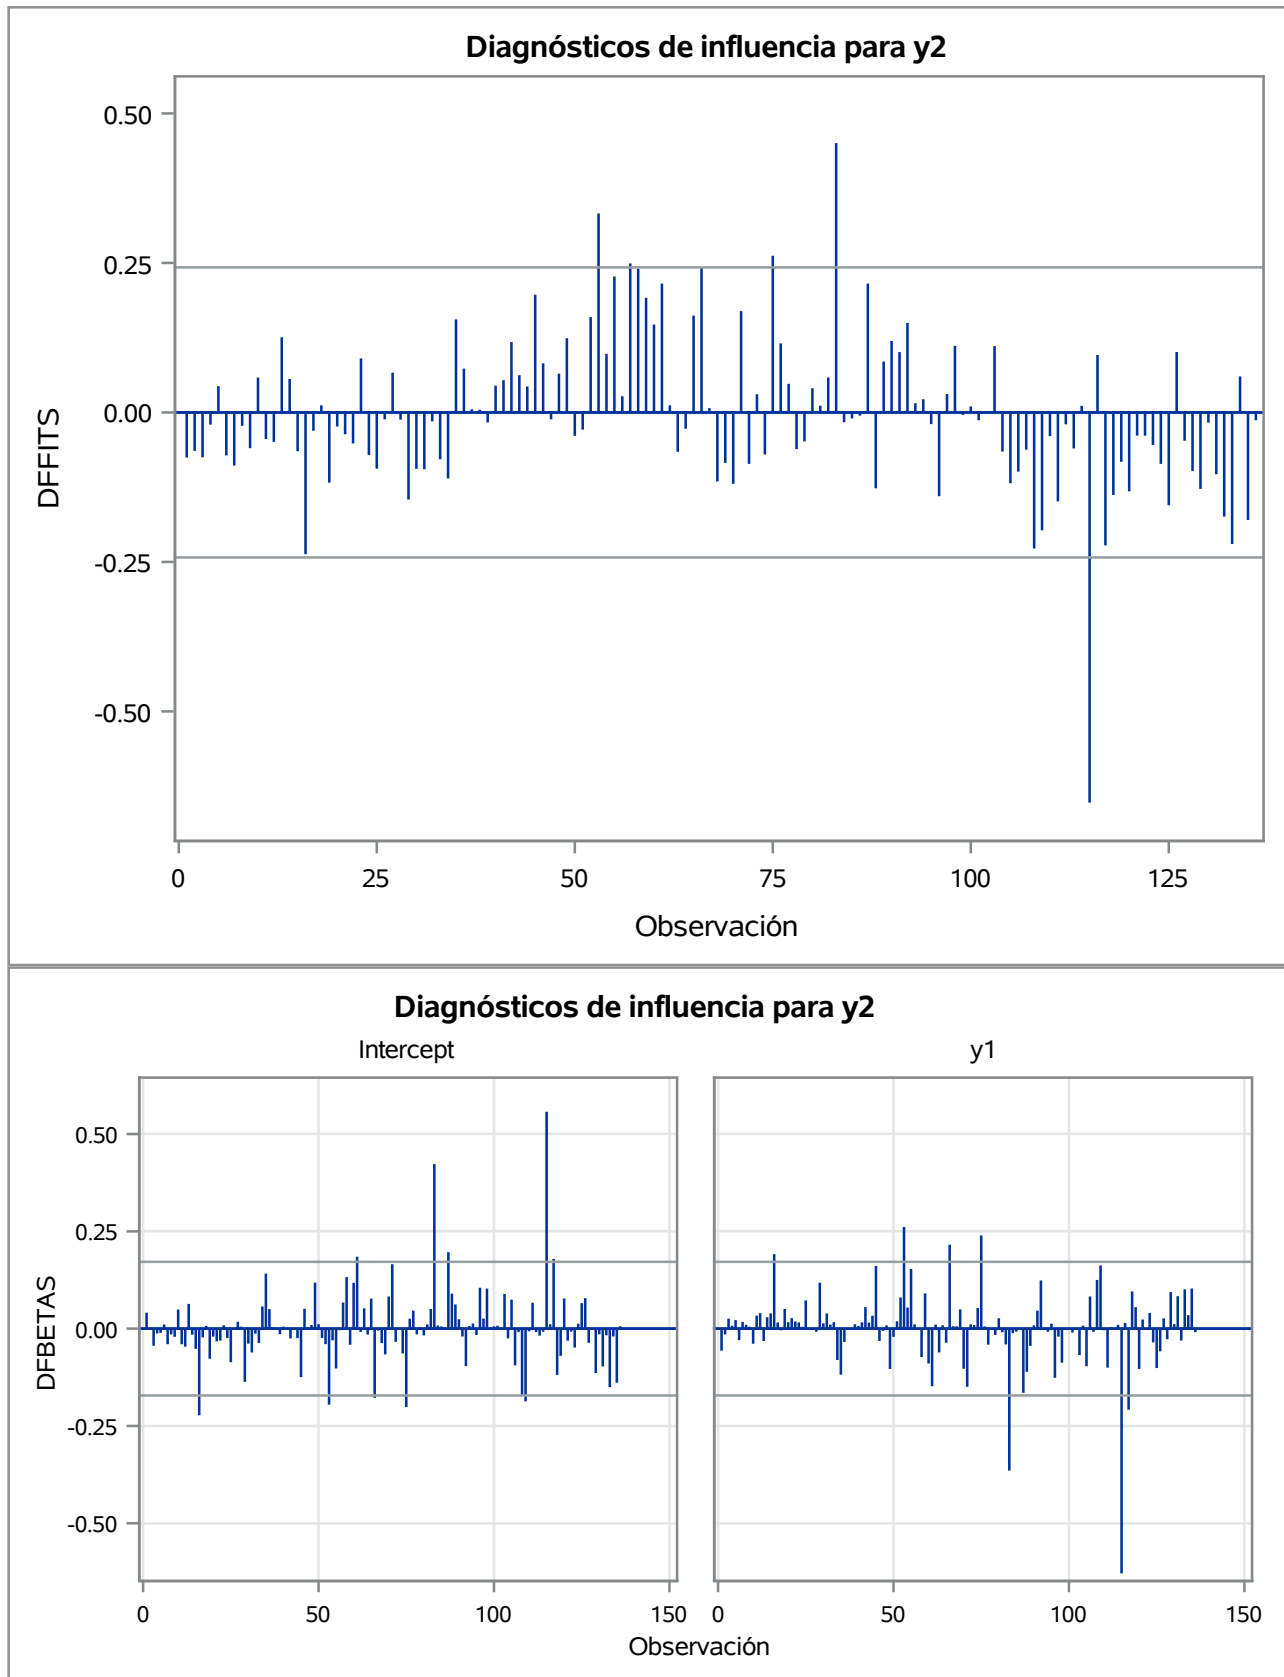 Diagnósticos de influencia para y2
0.50
0.25
0.00
-0.25
-0.50
DFFITS
0 25 50 75 100 125
Observación
Diagnósticos de influencia para y2
Intercept y1
0.50
0.25
0.00
-0.25
-0.50
DFBETAS
0 50 100 150 0 50 100 150
Observación